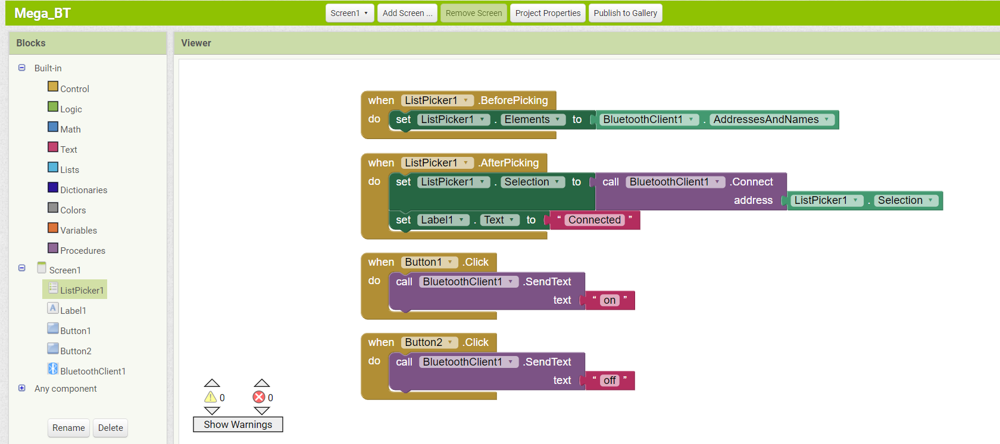 Mega_BT
Screen1 Add Screen ... Remove Screen Project Properties Publish to Gallery
Blocks
Built-in
Control
Logic
Math
Text
Lists
Dictionaries
Colors
Variables
Procedures
Screen1
ListPicker1
Label1
Button1
Button2
BluetoothClient1
Any component
Rename Delete
Viewer
when ListPicker1 .BeforePicking
do set ListPicker1 . Elements to BluetoothClient1 . AddressesAndNames
when ListPicker1 .AfterPicking
do set ListPicker1 . Selection to call BluetoothClient1 .Connect
address ListPicker1 . Selection
set Label1 . Text to “ Connected ”
when Button1 .Click
do call BluetoothClient1 .SendText
text “ on ”
when Button2 .Click
do call BluetoothClient1 .SendText
text “ off ”
0 0
Show Warnings